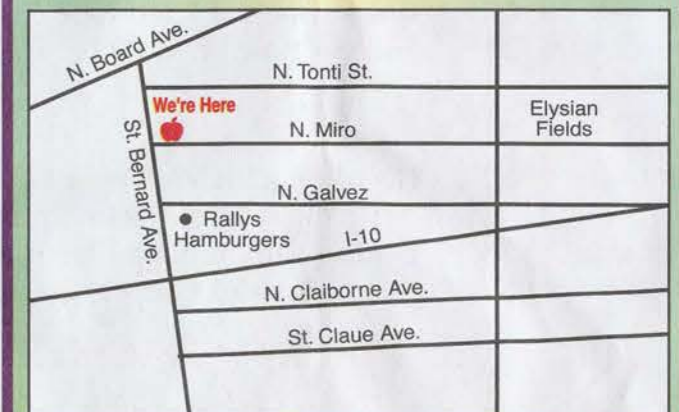 N. Board Ave.
N. Tonti St.
We're Here
Elysian
Fields
N. Miro
St. Bernard Ave.
N. Galvez
Rallys
Hamburgers
I-10
N. Claiborne Ave.
St. Claue Ave.